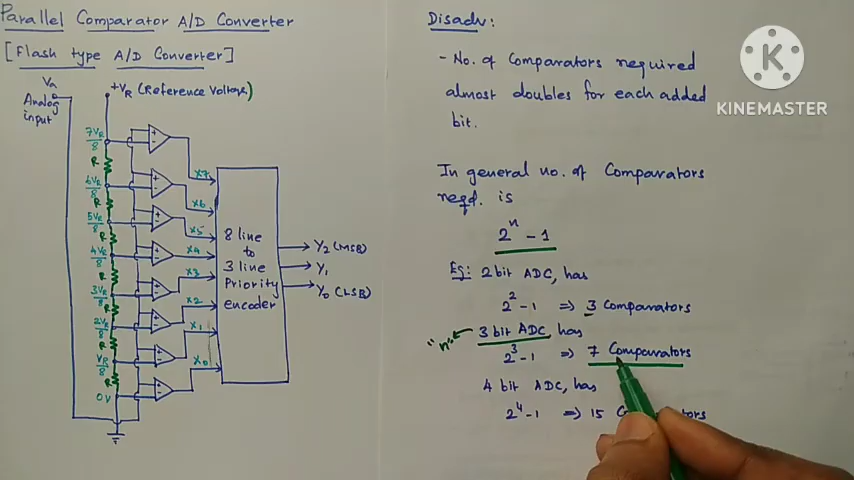 Parallel Comparator A/D Converter
[Flash type A/D Converter]
Va
Analog
input
+VR (Reference Voltage)
7VR/8
R
6VR/8
R
5VR/8
R
4VR/8
R
3VR/8
R
2VR/8
R
VR/8
R
0V
X7
X6
X5
X4
X3
X2
X1
X0
8 line
to
3 line
Priority
encoder
Y2 (MSB)
Y1
Y0 (LSB)
Disadv:
- No. of Comparators required
almost doubles for each added
bit.
In general no. of Comparators
reqd. is
2^n - 1
Eg: 2 bit ADC, has
2^2 - 1 => 3 Comparators
"n" 3 bit ADC, has
2^3 - 1 => 7 Comparators
4 bit ADC, has
2^4 - 1 => 15
K
KINEMASTER